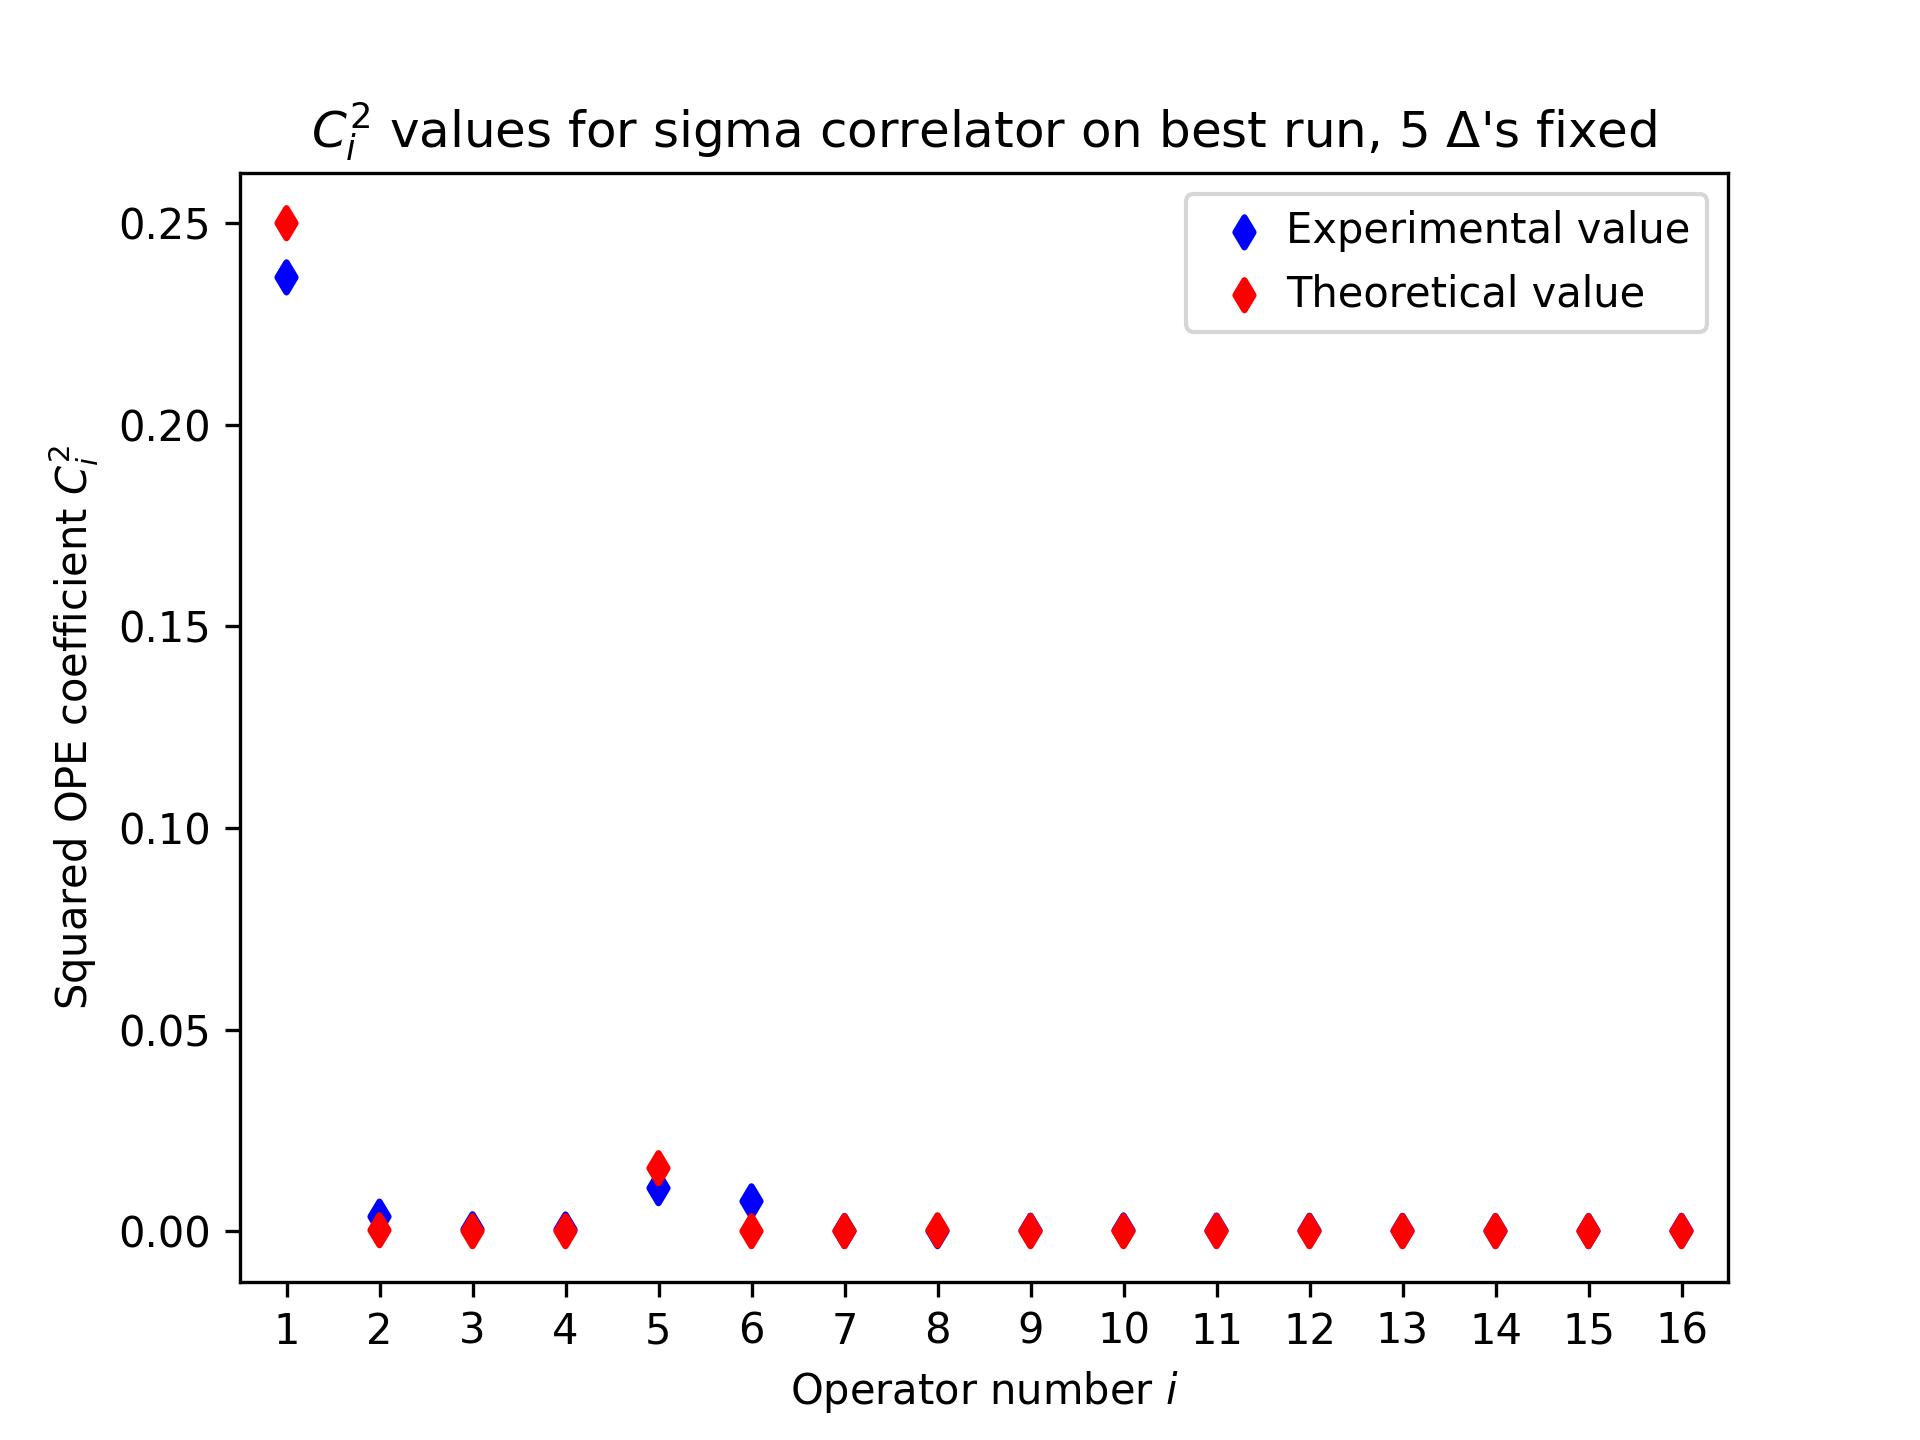 $C_i^2$ values for sigma correlator on best run, 5 Δ's fixed
Experimental value
Theoretical value
Squared OPE coefficient $C_i^2$
0.25
0.20
0.15
0.10
0.05
0.00
1 2 3 4 5 6 7 8 9 10 11 12 13 14 15 16
Operator number i